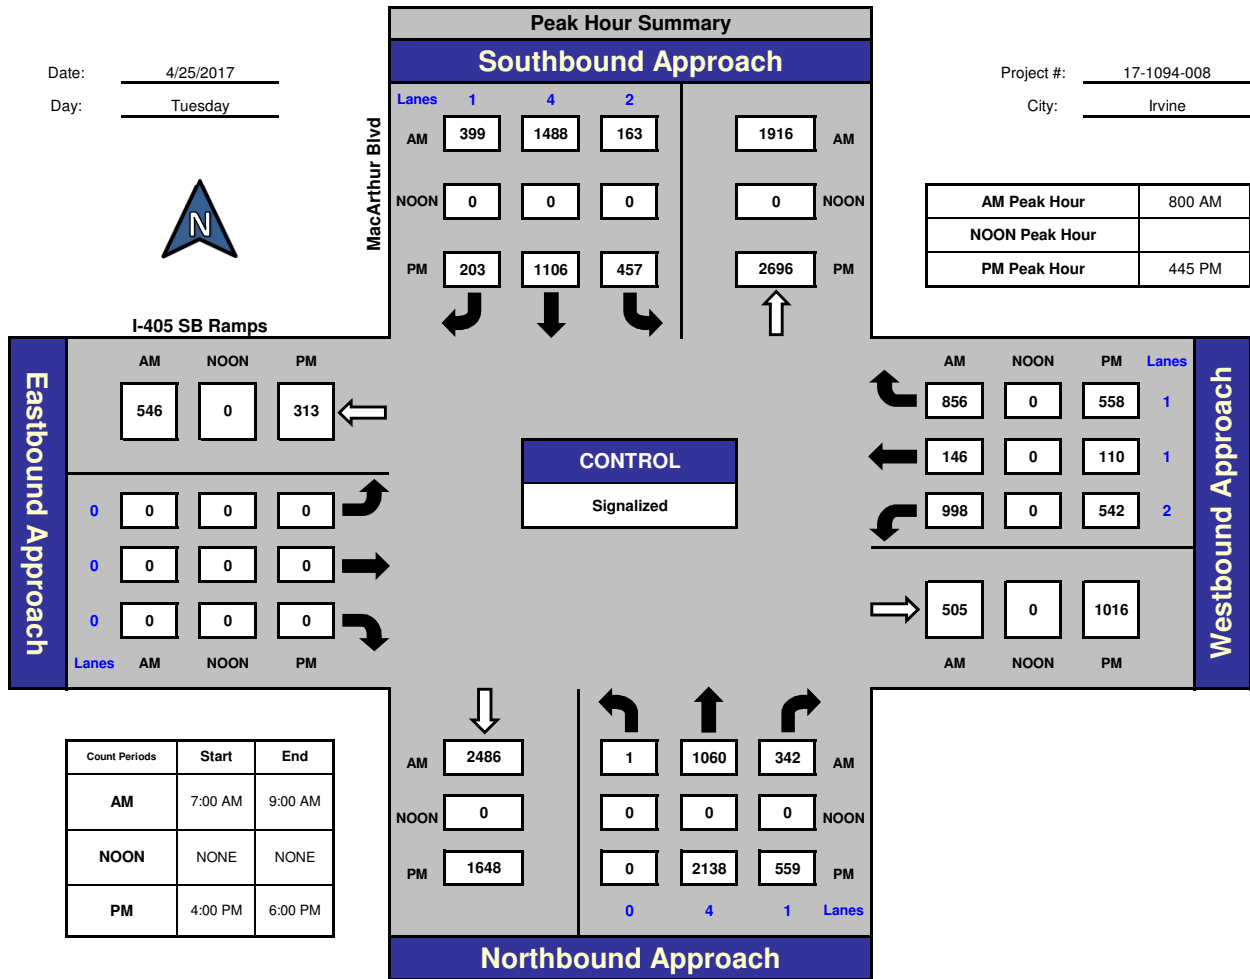 Peak Hour Summary
Southbound Approach
Date: 4/25/2017
Day: Tuesday
Project #: 17-1094-008
City: Irvine
N
MacArthur Blvd
Lanes 1 4 2
AM 399 1488 163 1916 AM
NOON 0 0 0 0 NOON
PM 203 1106 457 2696 PM
AM Peak Hour 800 AM
NOON Peak Hour
PM Peak Hour 445 PM
I-405 SB Ramps
Eastbound Approach
AM NOON PM
546 0 313
0 0 0 0
0 0 0 0
0 0 0 0
Lanes AM NOON PM
CONTROL
Signalized
AM NOON PM Lanes
856 0 558 1
146 0 110 1
998 0 542 2
505 0 1016
AM NOON PM
Westbound Approach
Count Periods Start End
AM 7:00 AM 9:00 AM
NOON NONE NONE
PM 4:00 PM 6:00 PM
AM 2486 1 1060 342 AM
NOON 0 0 0 0 NOON
PM 1648 0 2138 559 PM
0 4 1 Lanes
Northbound Approach